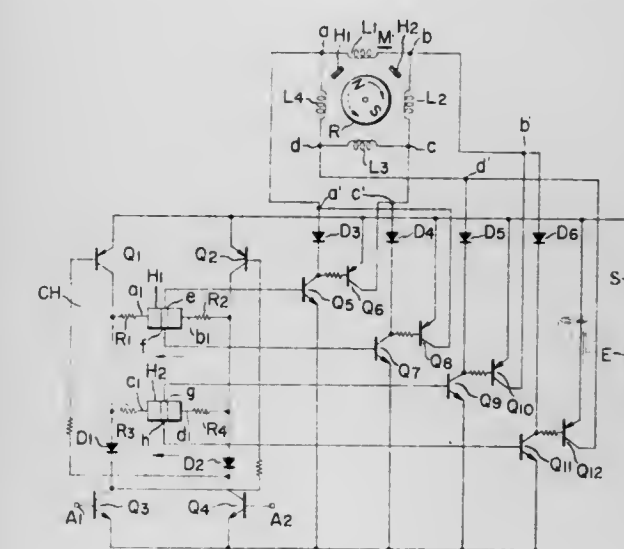 a L1 M b
H1 H2
L4 N S L2
R
d c
L3
b'
a' c' d'
D3 D4 D5 D6
Q1 Q2
S
CH H1 e Q5 Q6
a1 R2
R1 b1
f
Q7 Q8
E
H2 g
c1
Q9 Q10
D1 R3 h d1 R4
D2
Q11 Q12
A1 Q3 Q4 A2